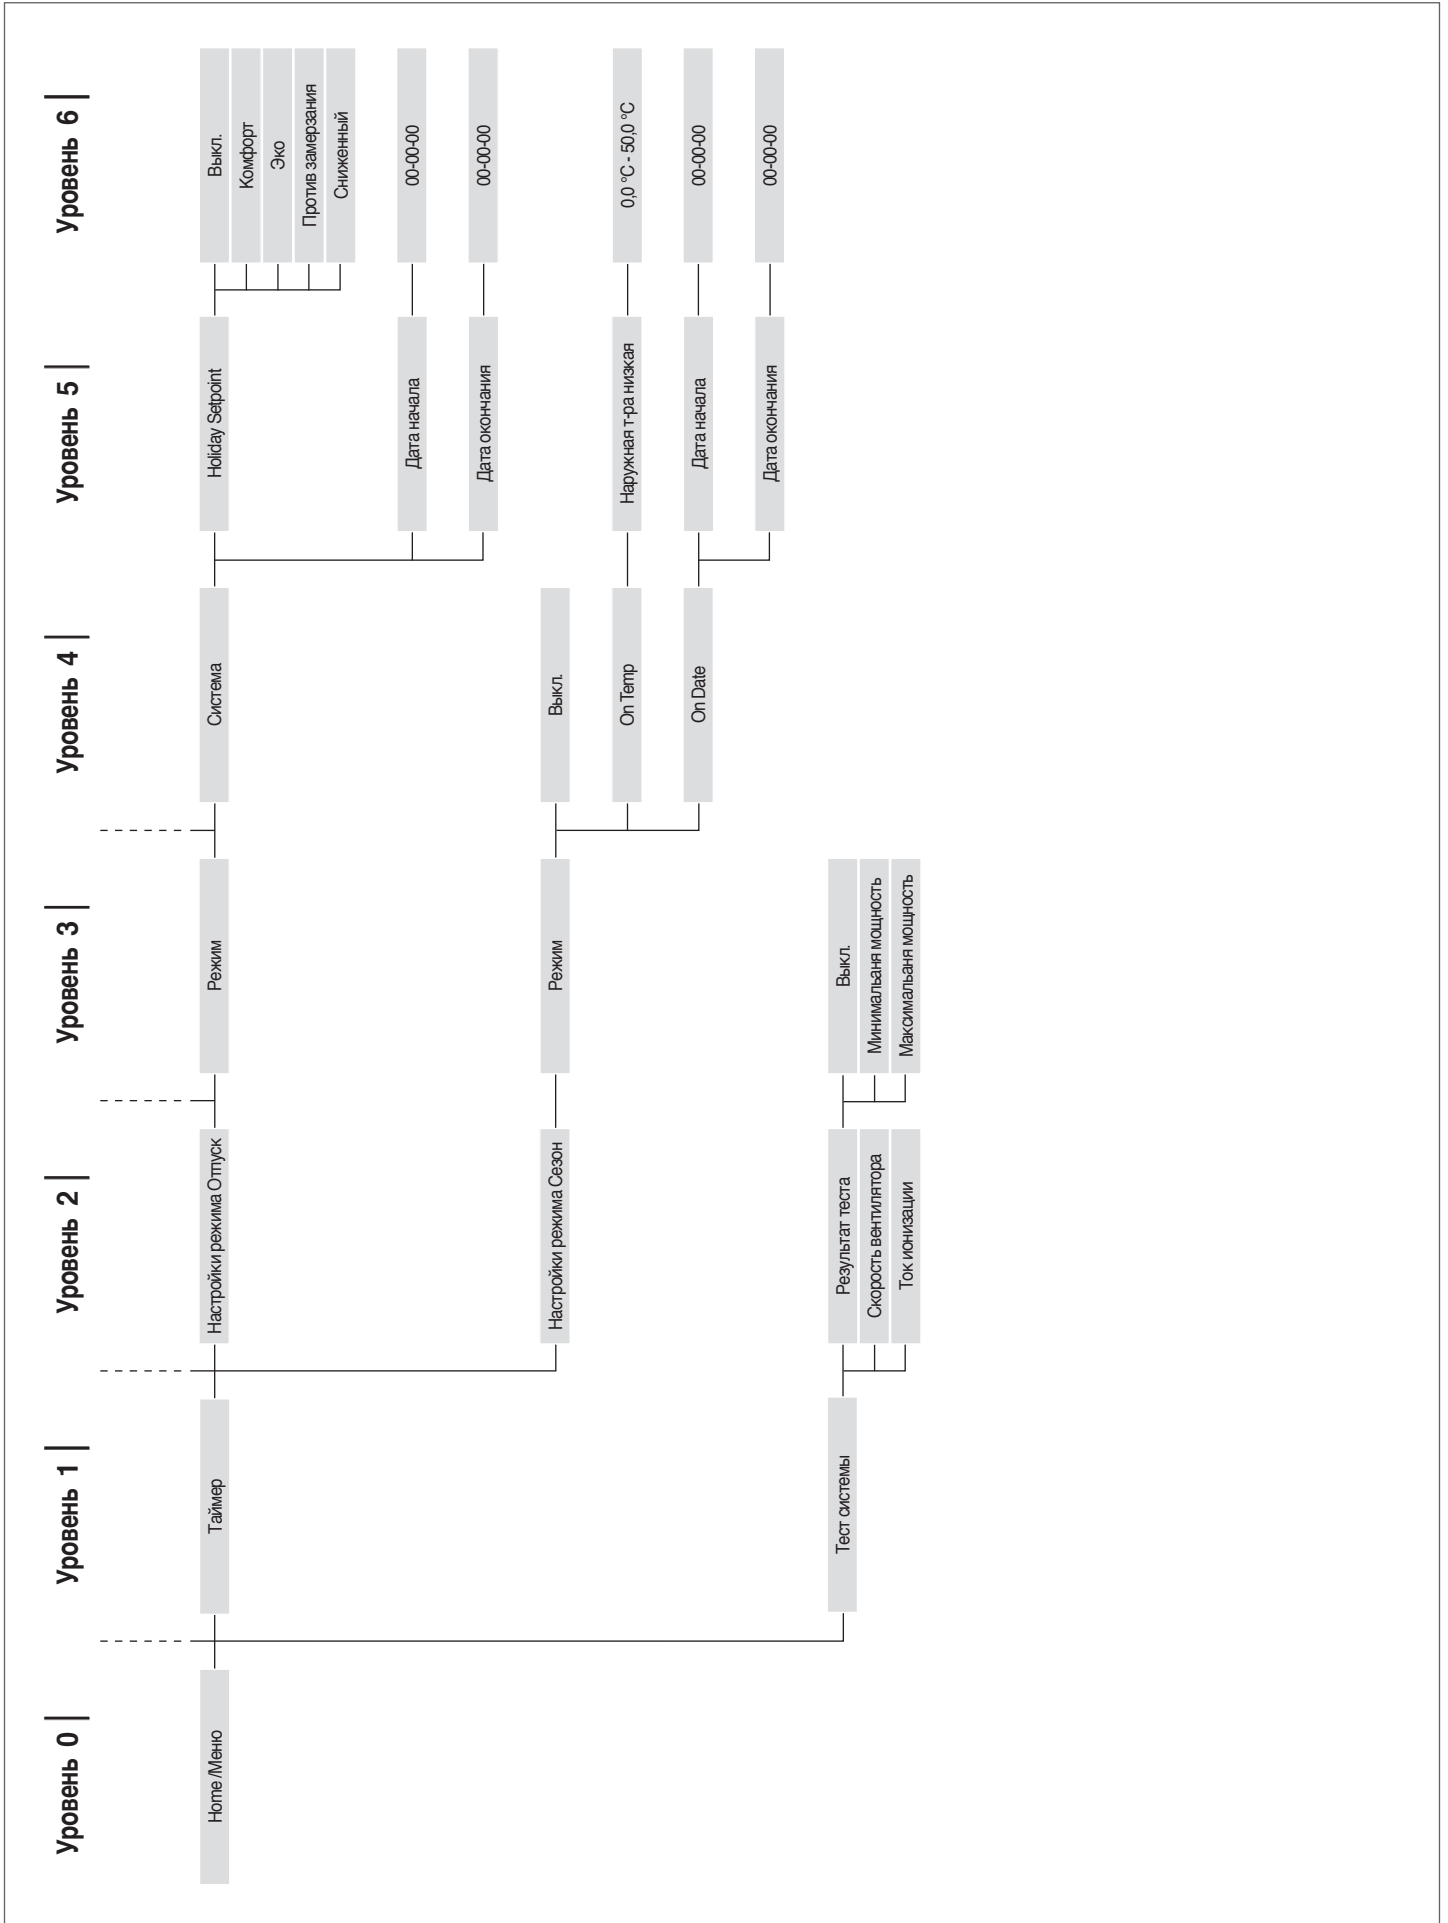 Уровень 0
Уровень 1
Уровень 2
Уровень 3
Уровень 4
Уровень 5
Уровень 6
Home /Меню
Таймер
Настройки режима Отпуск
Режим
Система
Holiday Setpoint
Выкл.
Комфорт
Эко
Против замерзания
Сниженный
Дата начала
00-00-00
Дата окончания
00-00-00
Настройки режима Сезон
Режим
Выкл.
On Temp
Наружная т-ра низкая
0,0 °C - 50,0 °C
On Date
Дата начала
00-00-00
Дата окончания
00-00-00
Тест системы
Результат теста
Выкл.
Скорость вентилятора
Минимальаня мощность
Ток ионизации
Максимальаня мощность